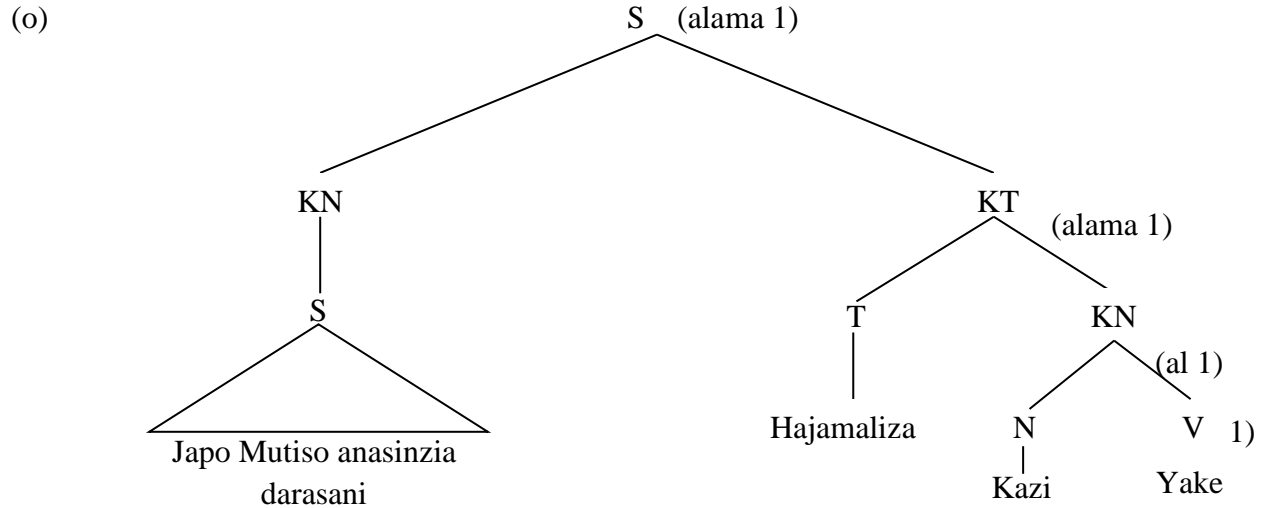 (o) S (alama 1)
KN KT
(alama 1)
S T KN
(al 1)
Hajamaliza N V 1)
Japo Mutiso anasinzia
darasani Kazi Yake